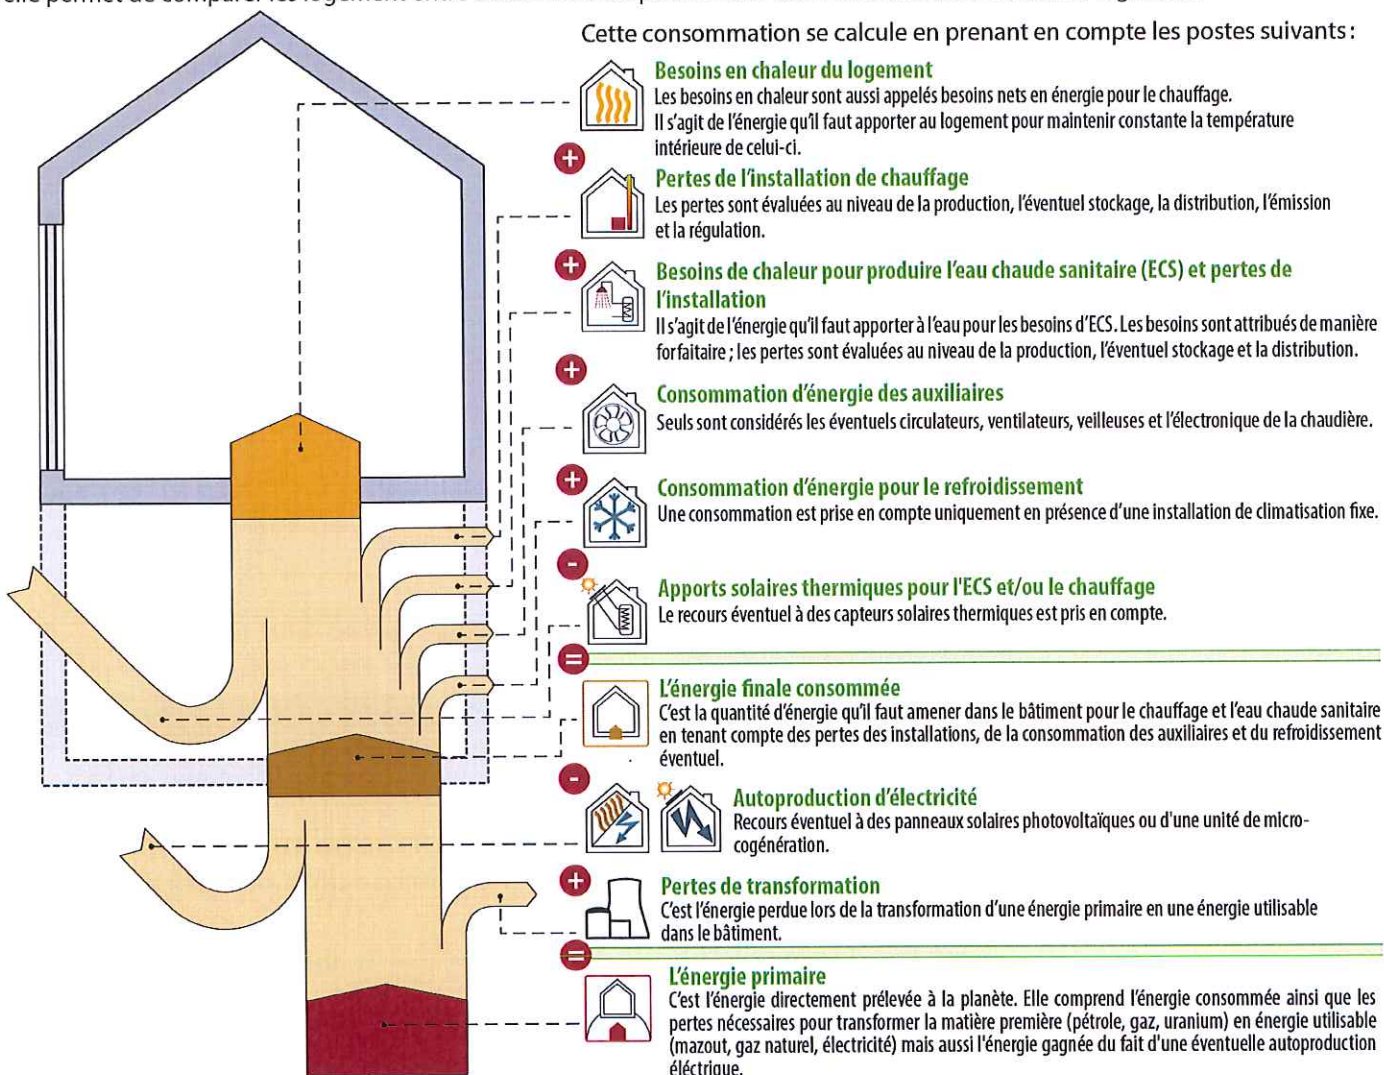 Cette consommation se calcule en prenant en compte les postes suivants :
Besoins en chaleur du logement
Les besoins en chaleur sont aussi appelés besoins nets en énergie pour le chauffage.
Il s'agit de l'énergie qu'il faut apporter au logement pour maintenir constante la température
intérieure de celui-ci.
+
Pertes de l'installation de chauffage
Les pertes sont évaluées au niveau de la production, l'éventuel stockage, la distribution, l'émission
et la régulation.
+
Besoins de chaleur pour produire l'eau chaude sanitaire (ECS) et pertes de
l'installation
Il s'agit de l'énergie qu'il faut apporter à l'eau pour les besoins d'ECS. Les besoins sont attribués de manière
forfaitaire ; les pertes sont évaluées au niveau de la production, l'éventuel stockage et la distribution.
+
Consommation d'énergie des auxiliaires
Seuls sont considérés les éventuels circulateurs, ventilateurs, veilleuses et l'électronique de la chaudière.
+
Consommation d'énergie pour le refroidissement
Une consommation est prise en compte uniquement en présence d'une installation de climatisation fixe.
-
Apports solaires thermiques pour l'ECS et/ou le chauffage
Le recours éventuel à des capteurs solaires thermiques est pris en compte.
=
L'énergie finale consommée
C'est la quantité d'énergie qu'il faut amener dans le bâtiment pour le chauffage et l'eau chaude sanitaire
en tenant compte des pertes des installations, de la consommation des auxiliaires et du refroidissement
éventuel.
-
Autoproduction d'électricité
Recours éventuel à des panneaux solaires photovoltaïques ou d'une unité de micro-
cogénération.
+
Pertes de transformation
C'est l'énergie perdue lors de la transformation d'une énergie primaire en une énergie utilisable
dans le bâtiment.
=
L'énergie primaire
C'est l'énergie directement prélevée à la planète. Elle comprend l'énergie consommée ainsi que les
pertes nécessaires pour transformer la matière première (pétrole, gaz, uranium) en énergie utilisable
(mazout, gaz naturel, électricité) mais aussi l'énergie gagnée du fait d'une éventuelle autoproduction
éléctrique.